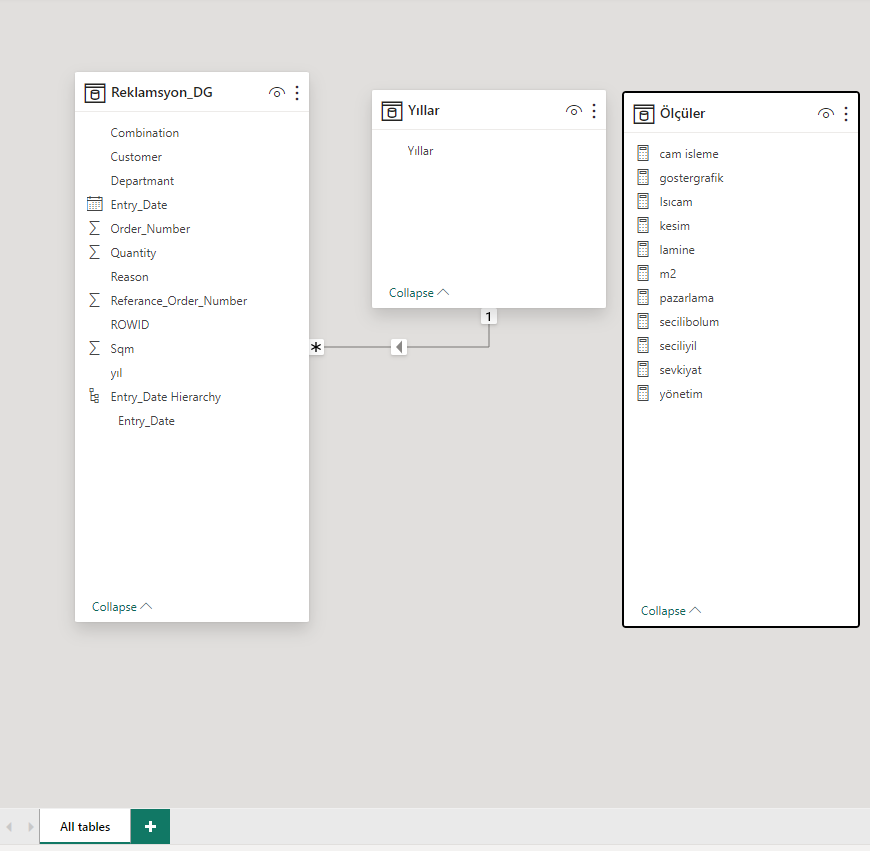 Reklamsyon_DG
Combination
Customer
Departmant
Entry_Date
Order_Number
Quantity
Reason
Referance_Order_Number
ROWID
Sqm
yıl
Entry_Date Hierarchy
Entry_Date
Collapse
*
1
Yıllar
Yıllar
Collapse
Ölçüler
cam isleme
gostergrafik
Isıcam
kesim
lamine
m2
pazarlama
secilibolum
seciliyil
sevkiyat
yönetim
Collapse
All tables